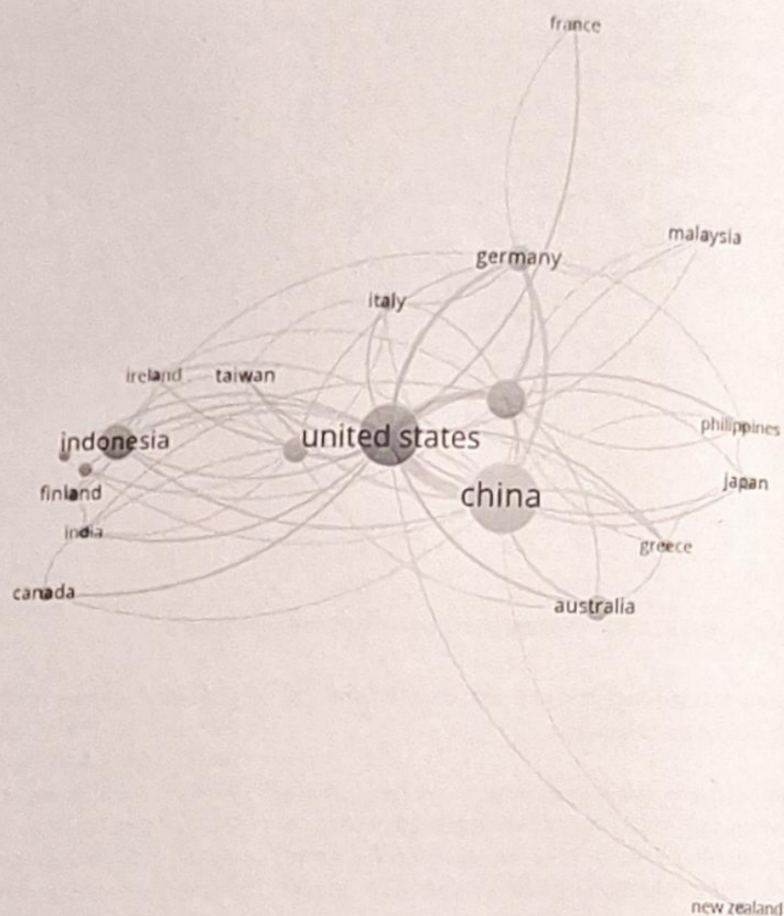 france
malaysia
germany
italy
ireland
taiwan
philippines
united states
indonesia
japan
finland
china
india
greece
canada
australia
new zealand